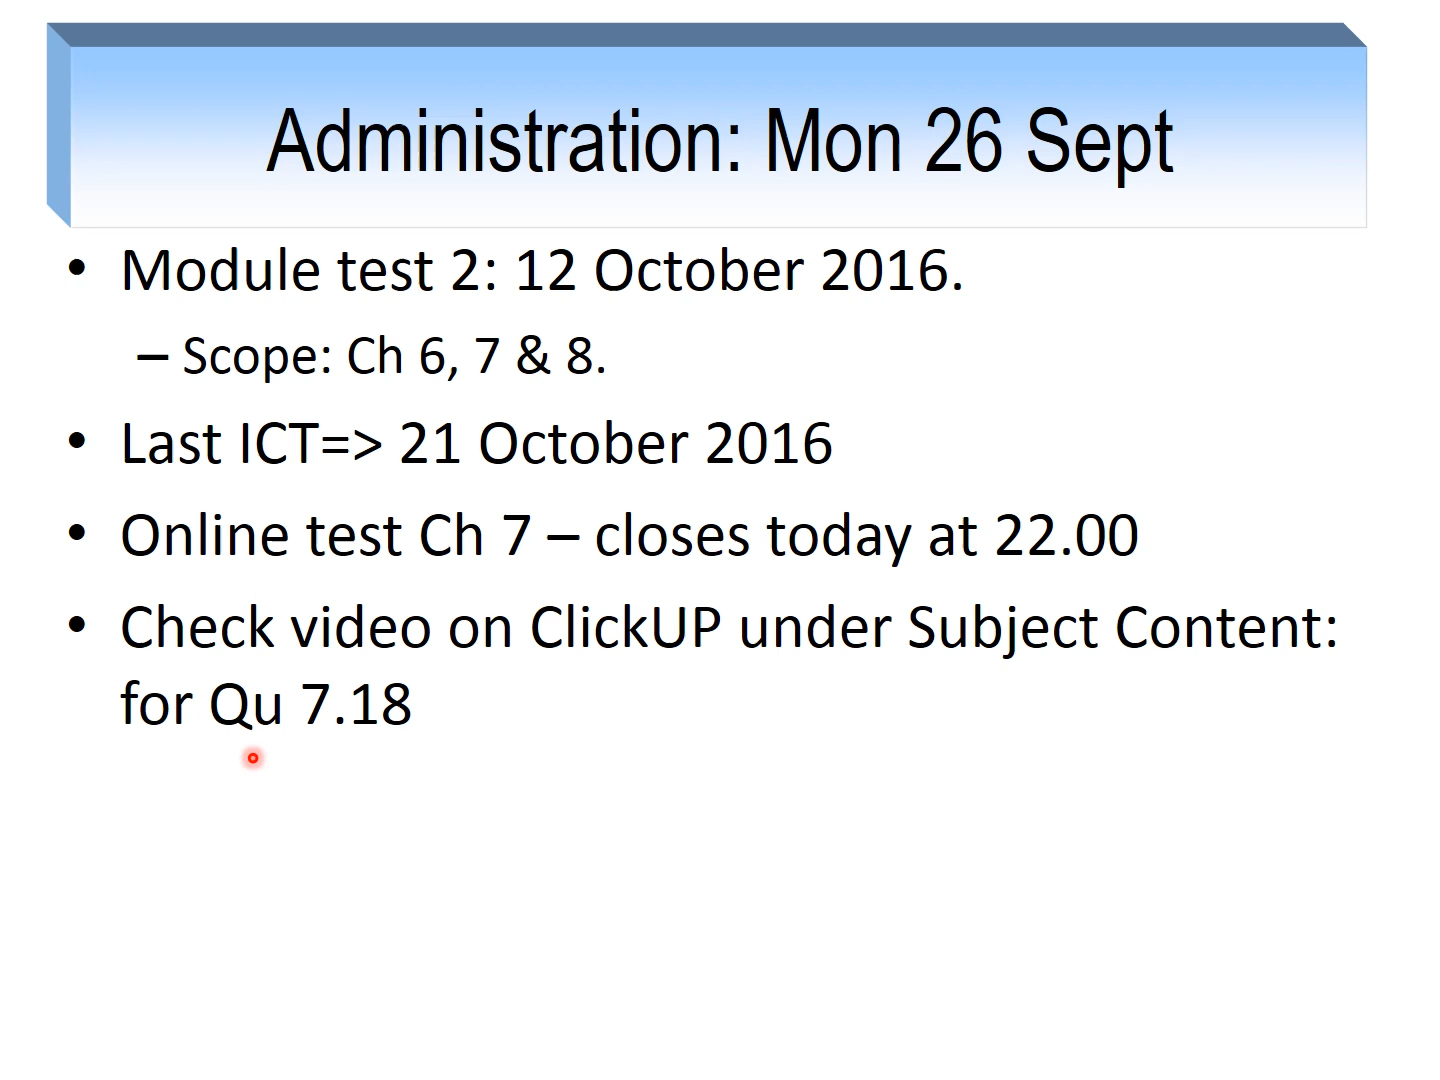 Administration: Mon 26 Sept
• Module test 2: 12 October 2016.
– Scope: Ch 6, 7 & 8.
• Last ICT=> 21 October 2016
• Online test Ch 7 – closes today at 22.00
• Check video on ClickUP under Subject Content:
for Qu 7.18